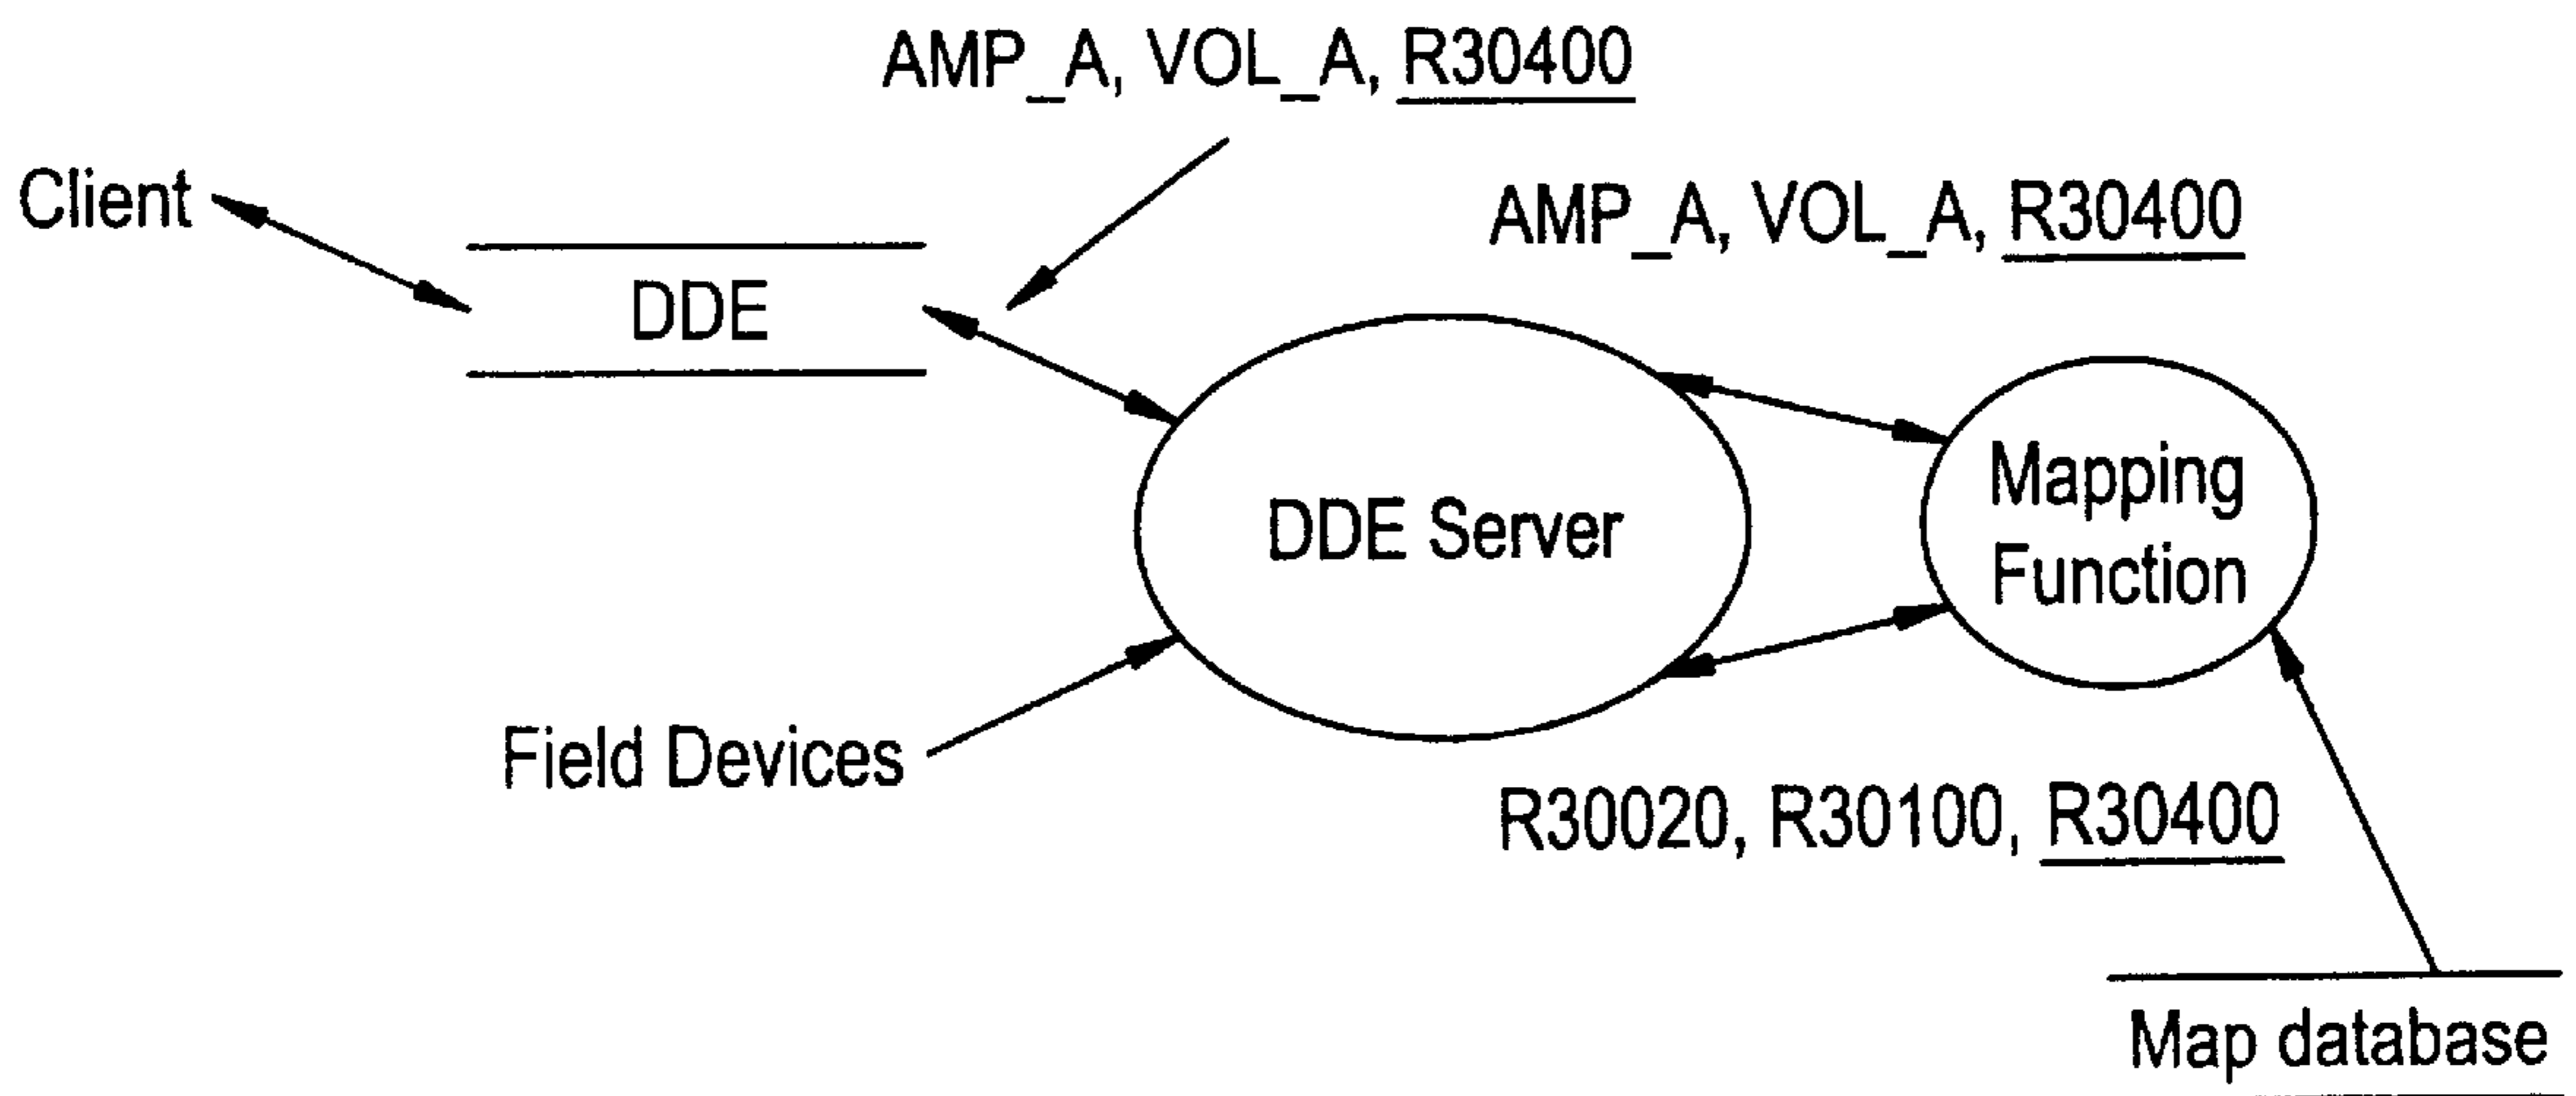 AMP_A, VOL_A, R30400
Client
AMP_A, VOL_A, R30400
DDE
DDE Server
Mapping
Function
Field Devices
R30020, R30100, R30400
Map database